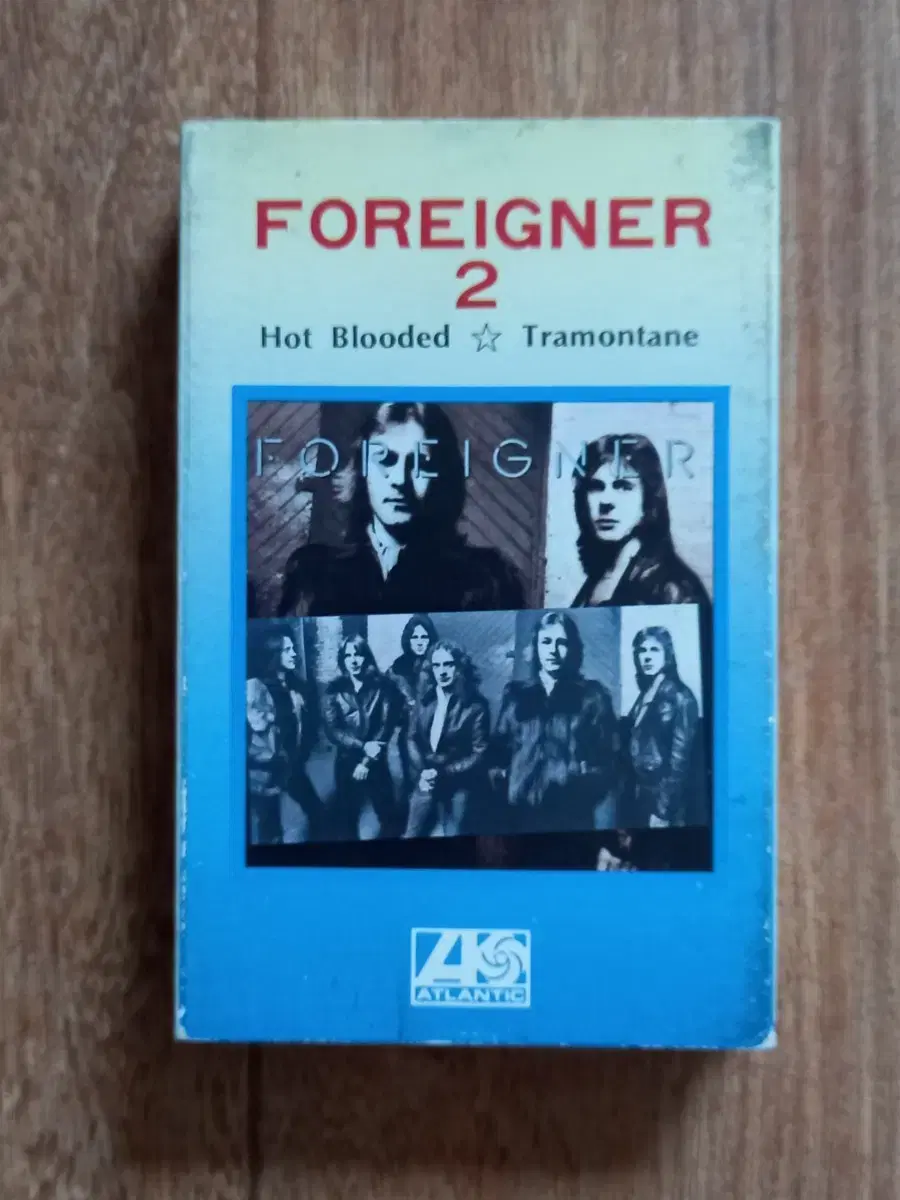 FOREIGNER
2
Hot Blooded ☆ Tramontane
FOREIGNER
ATLANTIC